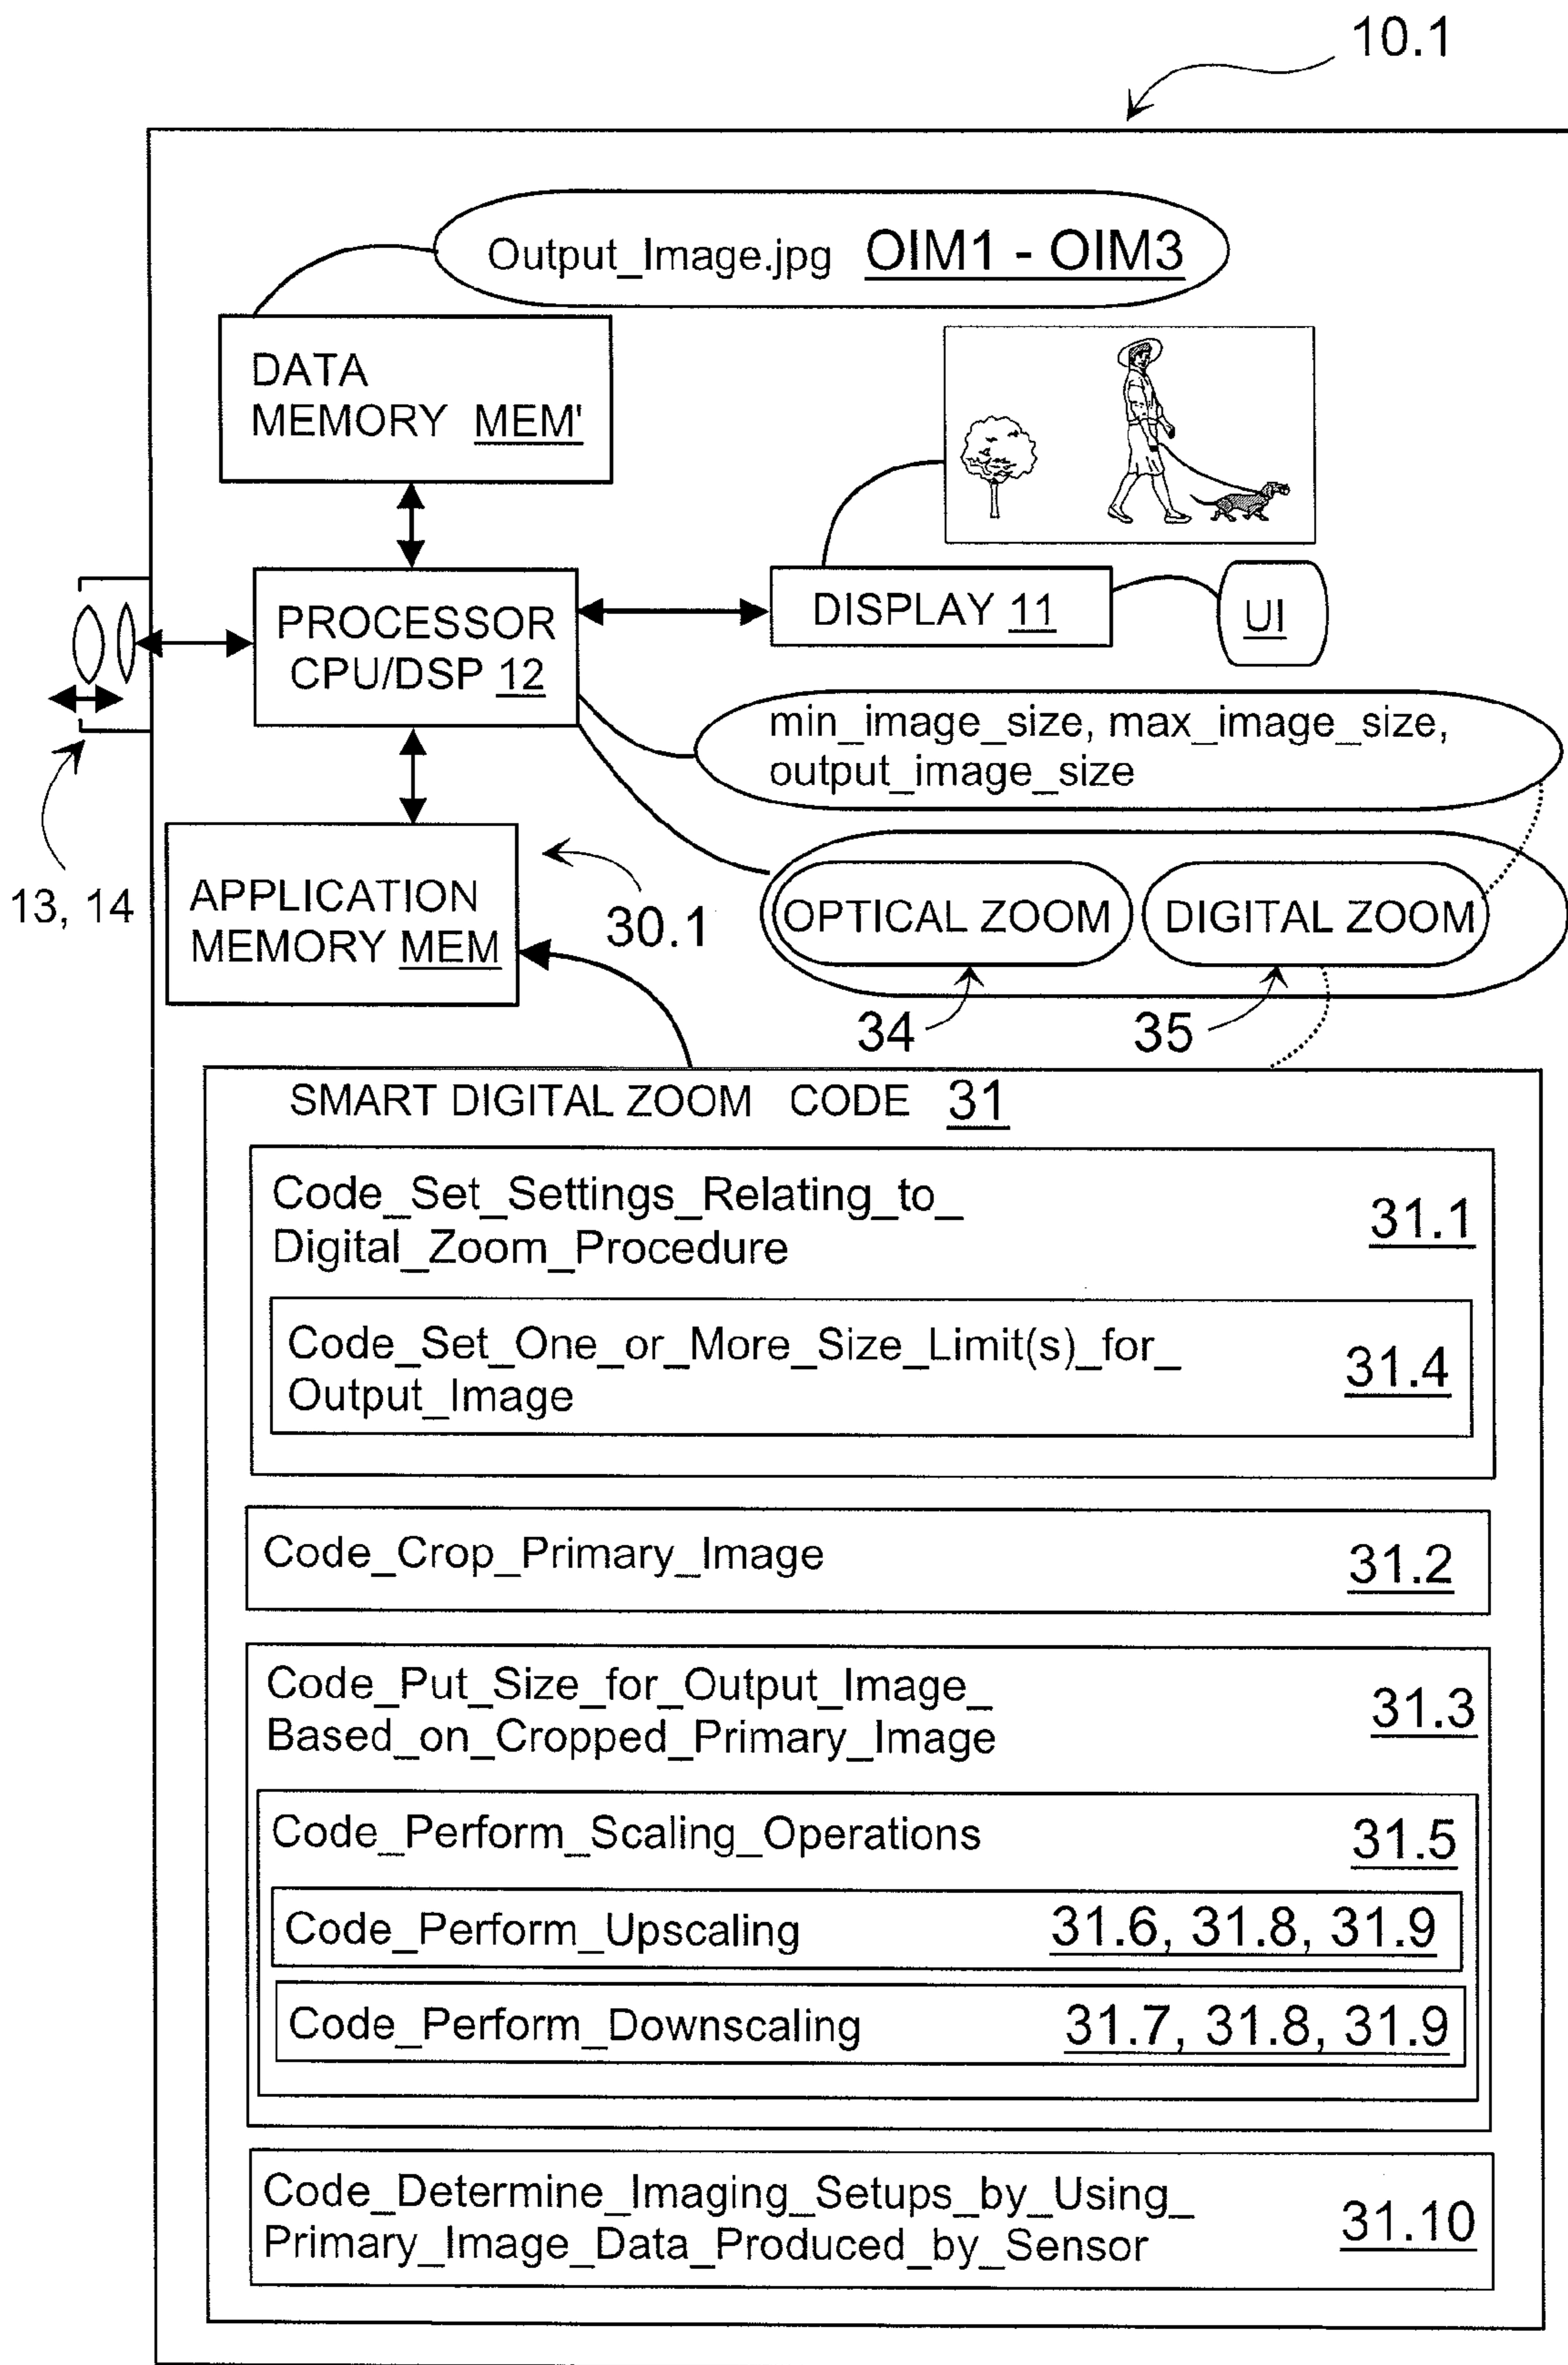 10.1
Output_Image.jpg OIM1 - OIM3
DATA
MEMORY MEM'
PROCESSOR
CPU/DSP 12
DISPLAY 11
UI
min_image_size, max_image_size,
output_image_size
13, 14
APPLICATION
MEMORY MEM
30.1
OPTICAL ZOOM
DIGITAL ZOOM
34
35
SMART DIGITAL ZOOM CODE 31
Code_Set_Settings_Relating_to_
Digital_Zoom_Procedure
31.1
Code_Set_One_or_More_Size_Limit(s)_for_
Output_Image
31.4
Code_Crop_Primary_Image
31.2
Code_Put_Size_for_Output_Image_
Based_on_Cropped_Primary_Image
31.3
Code_Perform_Scaling_Operations
31.5
Code_Perform_Upscaling
31.6, 31.8, 31.9
Code_Perform_Downscaling
31.7, 31.8, 31.9
Code_Determine_Imaging_Setups_by_Using_
Primary_Image_Data_Produced_by_Sensor
31.10